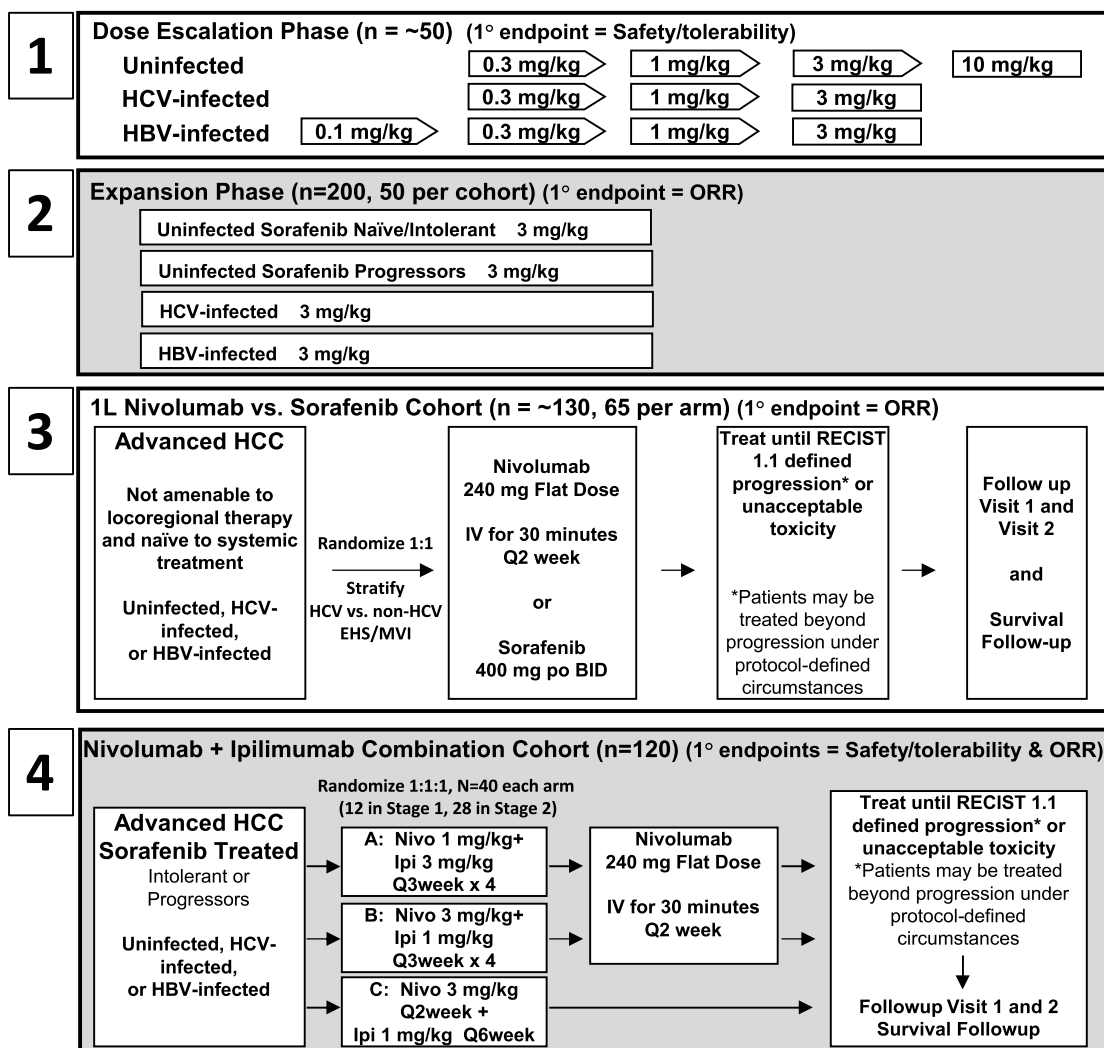 1
Dose Escalation Phase (n = ~50) (1° endpoint = Safety/tolerability)
Uninfected 0.3 mg/kg 1 mg/kg 3 mg/kg 10 mg/kg
HCV-infected 0.3 mg/kg 1 mg/kg 3 mg/kg
HBV-infected 0.1 mg/kg 0.3 mg/kg 1 mg/kg 3 mg/kg
2
Expansion Phase (n=200, 50 per cohort) (1° endpoint = ORR)
Uninfected Sorafenib Naïve/Intolerant 3 mg/kg
Uninfected Sorafenib Progressors 3 mg/kg
HCV-infected 3 mg/kg
HBV-infected 3 mg/kg
3
1L Nivolumab vs. Sorafenib Cohort (n = ~130, 65 per arm) (1° endpoint = ORR)
Advanced HCC
Not amenable to
locoregional therapy
and naïve to systemic
treatment
Uninfected, HCV-
infected,
or HBV-infected
Randomize 1:1
Stratify
HCV vs. non-HCV
EHS/MVI
Nivolumab
240 mg Flat Dose
IV for 30 minutes
Q2 week
or
Sorafenib
400 mg po BID
Treat until RECIST
1.1 defined
progression* or
unacceptable
toxicity
*Patients may be
treated beyond
progression under
protocol-defined
circumstances
Follow up
Visit 1 and
Visit 2
and
Survival
Follow-up
4
Nivolumab + Ipilimumab Combination Cohort (n=120) (1° endpoints = Safety/tolerability & ORR)
Randomize 1:1:1, N=40 each arm
(12 in Stage 1, 28 in Stage 2)
Advanced HCC
Sorafenib Treated
Intolerant or
Progressors
Uninfected, HCV-
infected,
or HBV-infected
A: Nivo 1 mg/kg+
Ipi 3 mg/kg
Q3week x 4
B: Nivo 3 mg/kg+
Ipi 1 mg/kg
Q3week x 4
C: Nivo 3 mg/kg
Q2week +
Ipi 1 mg/kg Q6week
Nivolumab
240 mg Flat Dose
IV for 30 minutes
Q2 week
Treat until RECIST 1.1
defined progression* or
unacceptable toxicity
*Patients may be treated
beyond progression under
protocol-defined
circumstances
Followup Visit 1 and 2
Survival Followup